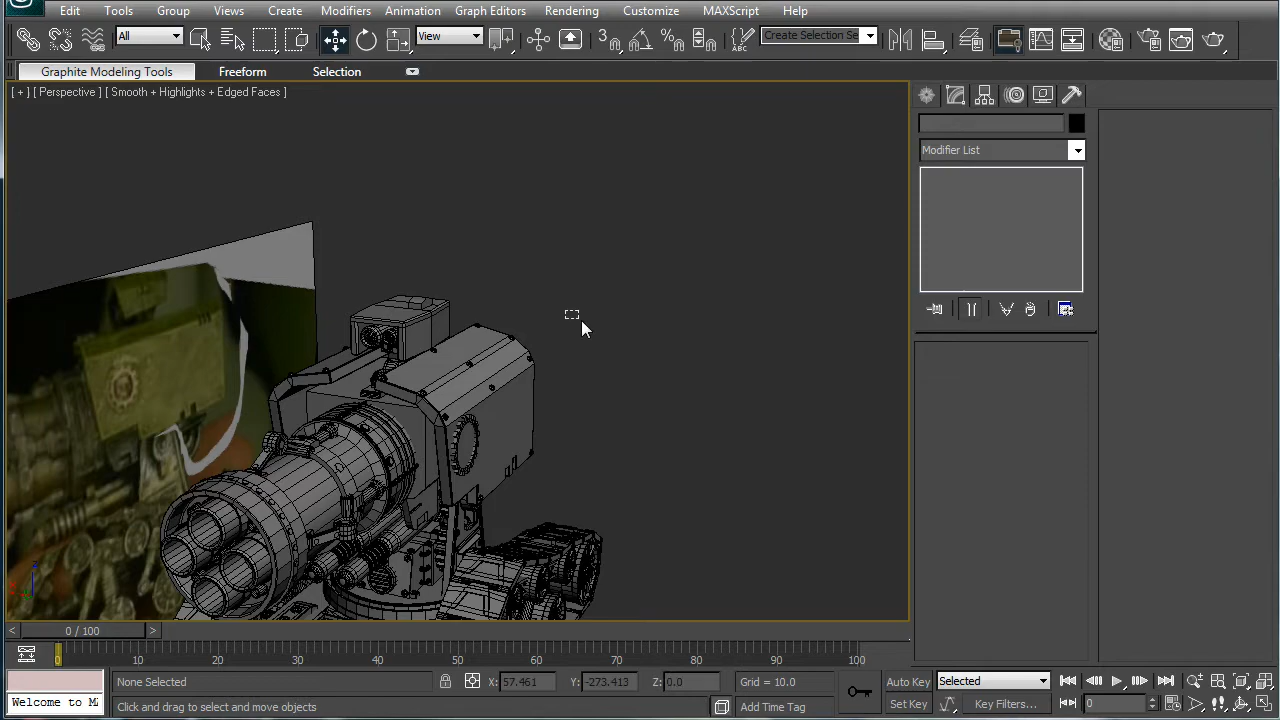 Edit Tools Group Views Create Modifiers Animation Graph Editors Rendering Customize MAXScript Help
All View 3 Create Selection Se
Graphite Modeling Tools Freeform Selection
[ + ] [ Perspective ] [ Smooth + Highlights + Edged Faces ]
Modifier List
< 0 / 100 >
0 10 20 30 40 50 60 70 80 90 100
None Selected X: 57.461 Y: -273.413 Z: 0.0 Grid = 10.0 Auto Key Selected
Welcome to M Click and drag to select and move objects Add Time Tag Set Key Key Filters... 0